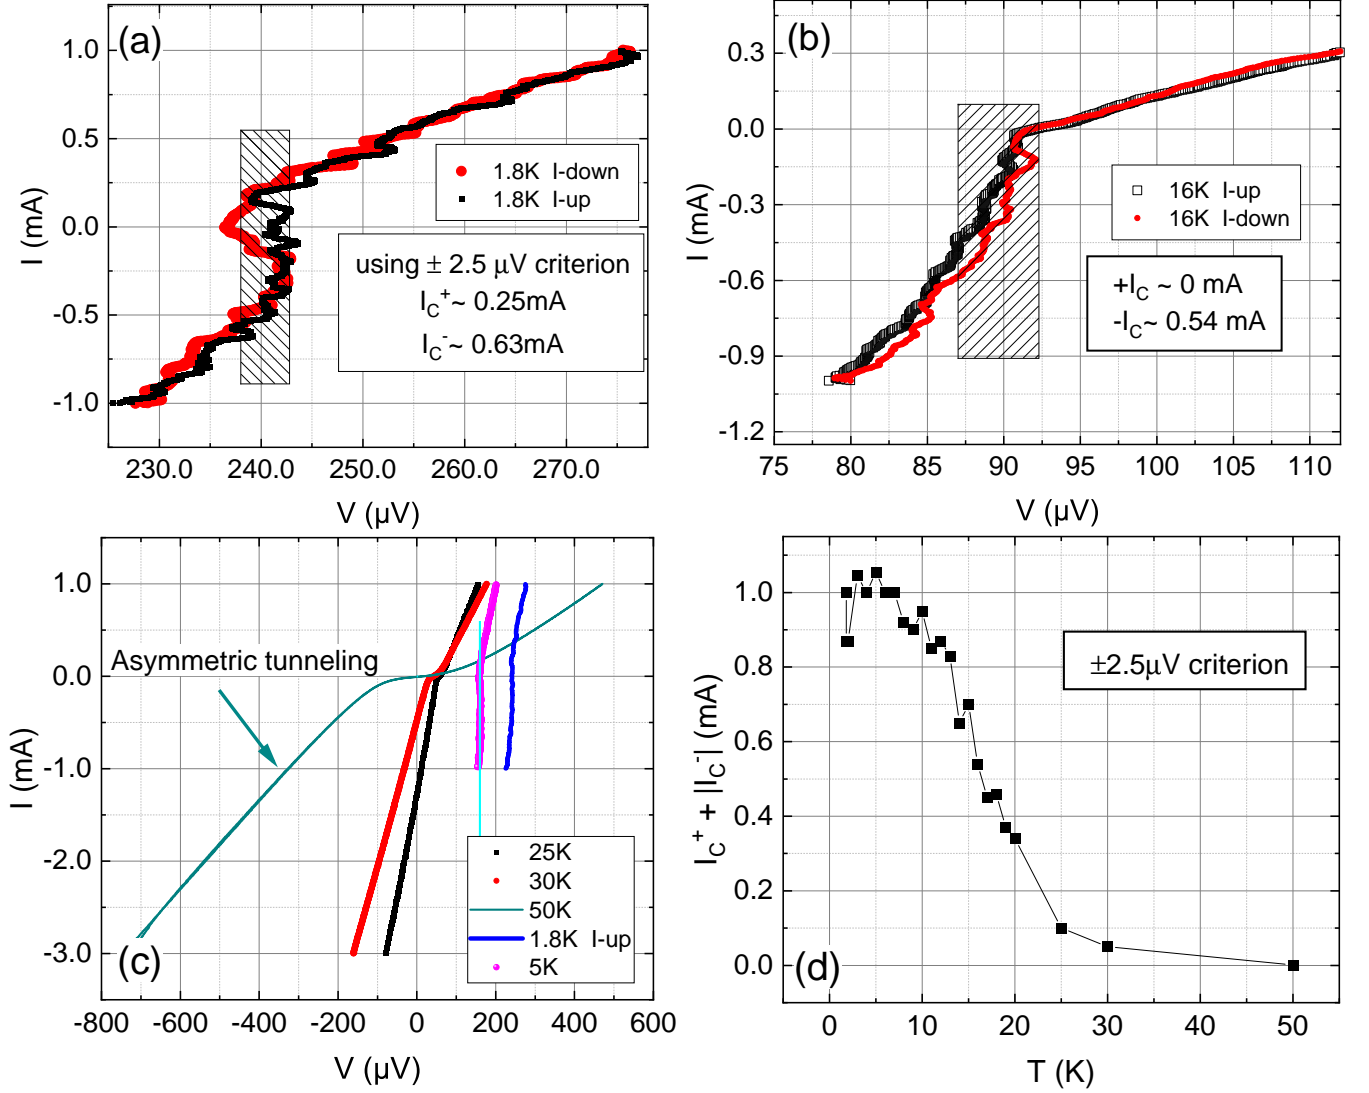 (a)
1.0
0.5
0.0
-0.5
-1.0
I (mA)
1.8K I-down
1.8K I-up
using ± 2.5 µV criterion
I_C^+ ~ 0.25mA
I_C^- ~ 0.63mA
230.0 240.0 250.0 260.0 270.0
V (µV)
(b)
0.3
0.0
-0.3
-0.6
-0.9
-1.2
I (mA)
16K I-up
16K I-down
+I_C ~ 0 mA
-I_C ~ 0.54 mA
75 80 85 90 95 100 105 110
V (µV)
1.0
0.0
-1.0
-2.0
-3.0
I (mA)
Asymmetric tunneling
25K
30K
50K
1.8K I-up
5K
(c)
-800 -600 -400 -200 0 200 400 600
V (µV)
1.0
0.8
0.6
0.4
0.2
0.0
I_C^+ + |I_C^-| (mA)
±2.5µV criterion
(d)
0 10 20 30 40 50
T (K)